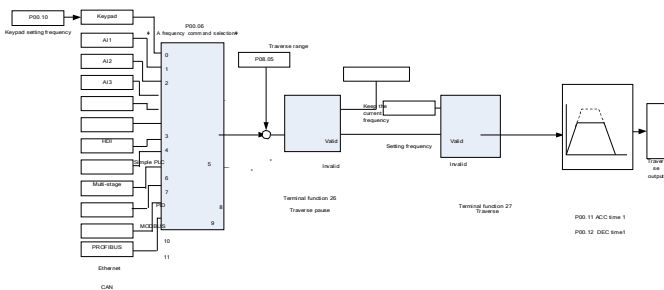 P00.10
Keypad
Keypad setting frequency
P00.06
A frequency command selection
AI1
AI2
AI3
HDI
Simple PLC
Multi-stage
PID
MODBUS
PROFIBUS
Ethernet
CAN
0
1
2
3
4
5
6
7
8
9
10
11
Traverse range
P08.05
Keep the
current
frequency
Valid
Invalid
Setting frequency
Valid
Invalid
Terminal function 26
Traverse pause
Terminal function 27
Traverse
P00.11 ACC time 1
P00.12 DEC time1
Traver
se
output